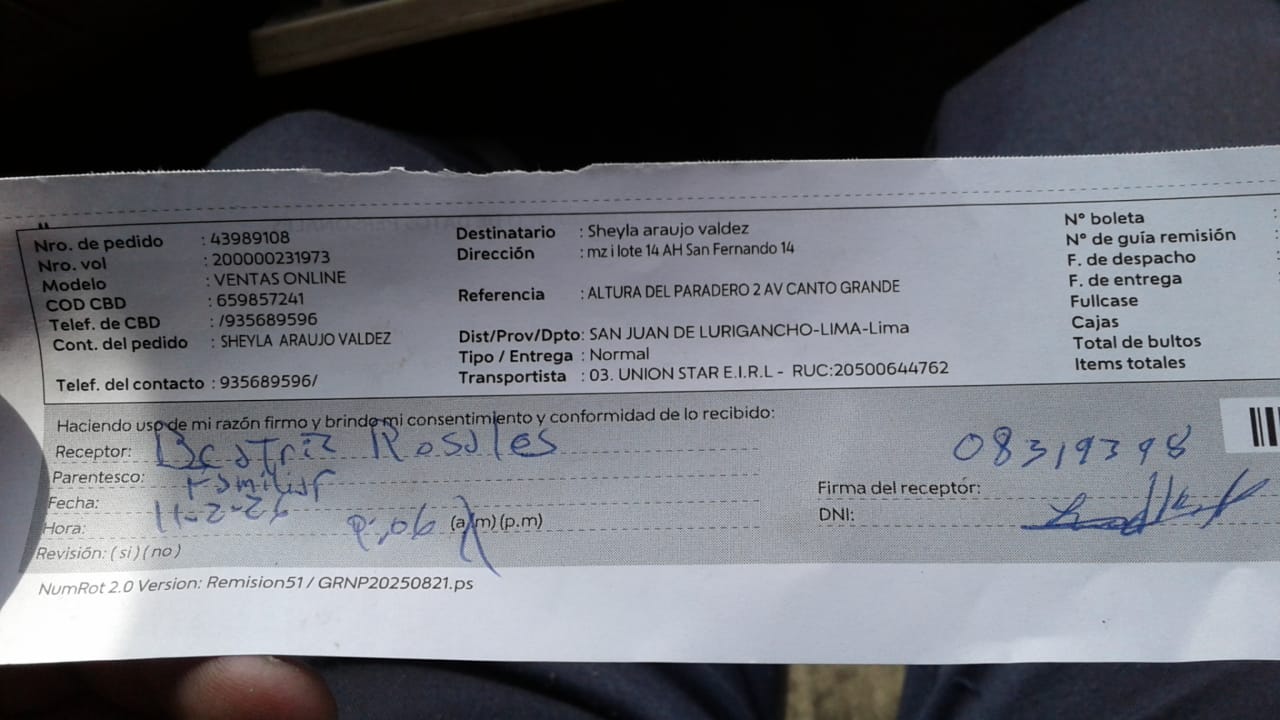 Nro. de pedido : 43989108
Nro. vol : 200000231973
Modelo : VENTAS ONLINE
COD CBD : 659857241
Telef. de CBD : /935689596
Cont. del pedido : SHEYLA ARAUJO VALDEZ
Telef. del contacto : 935689596/
Destinatario : Sheyla araujo valdez
Dirección : mz i lote 14 AH San Fernando 14
Referencia : ALTURA DEL PARADERO 2 AV CANTO GRANDE
Dist/Prov/Dpto: SAN JUAN DE LURIGANCHO-LIMA-Lima
Tipo / Entrega : Normal
Transportista : 03. UNION STAR E.I.R.L - RUC:20500644762
N° boleta :
N° de guía remisión :
F. de despacho
F. de entrega
Fullcase
Cajas
Total de bultos
Items totales
Haciendo uso de mi razón firmo y brindo mi consentimiento y conformidad de lo recibido:
Receptor: Beatriz Rosales
Parentesco: familiar
Fecha: 11-2-26
Hora: (a.m) (p.m)
Revisión: ( si ) ( no )
08319398
Firma del receptor:
DNI:
NumRot 2.0 Version: Remision51 / GRNP20250821.ps